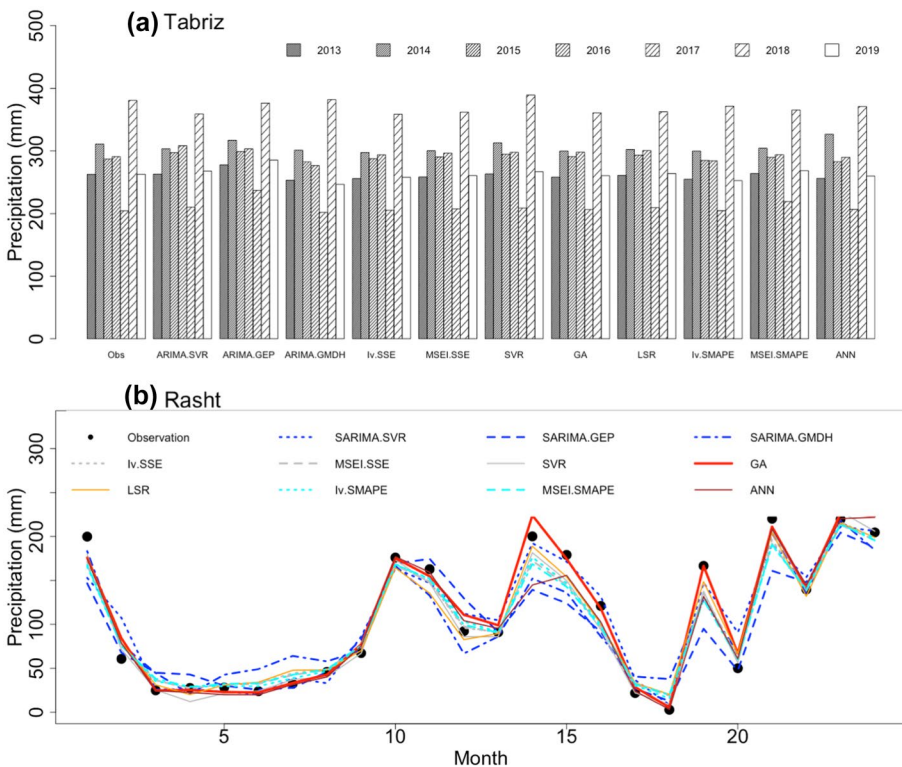 (a) Tabriz
500
400
300
200
100
0
Precipitation (mm)
2013 2014 2015 2016 2017 2018 2019
Obs ARIMA.SVR ARIMA.GEP ARIMA.GMDH Iv.SSE MSEI.SSE SVR GA LSR Iv.SMAPE MSEI.SMAPE ANN
(b) Rasht
Observation SARIMA.SVR SARIMA.GEP SARIMA.GMDH
Iv.SSE MSEI.SSE SVR GA
LSR Iv.SMAPE MSEI.SMAPE ANN
300
200
100
50
0
Precipitation (mm)
5 10 15 20
Month